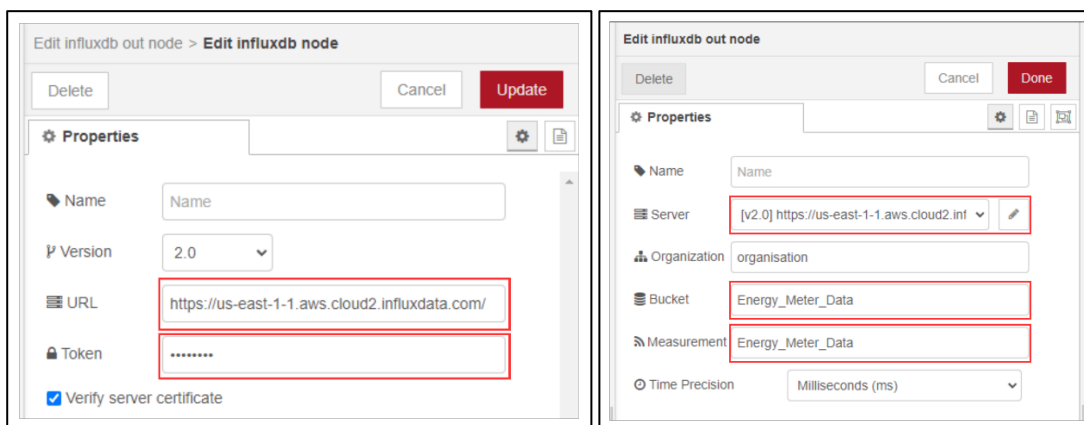 Edit influxdb out node > Edit influxdb node
Delete
Cancel
Update
Properties
Name
Name
Version
2.0
URL
https://us-east-1-1.aws.cloud2.influxdata.com/
Token
••••••••
Verify server certificate
Edit influxdb out node
Delete
Cancel
Done
Properties
Name
Name
Server
[v2.0] https://us-east-1-1.aws.cloud2.inf
Organization
organisation
Bucket
Energy_Meter_Data
Measurement
Energy_Meter_Data
Time Precision
Milliseconds (ms)